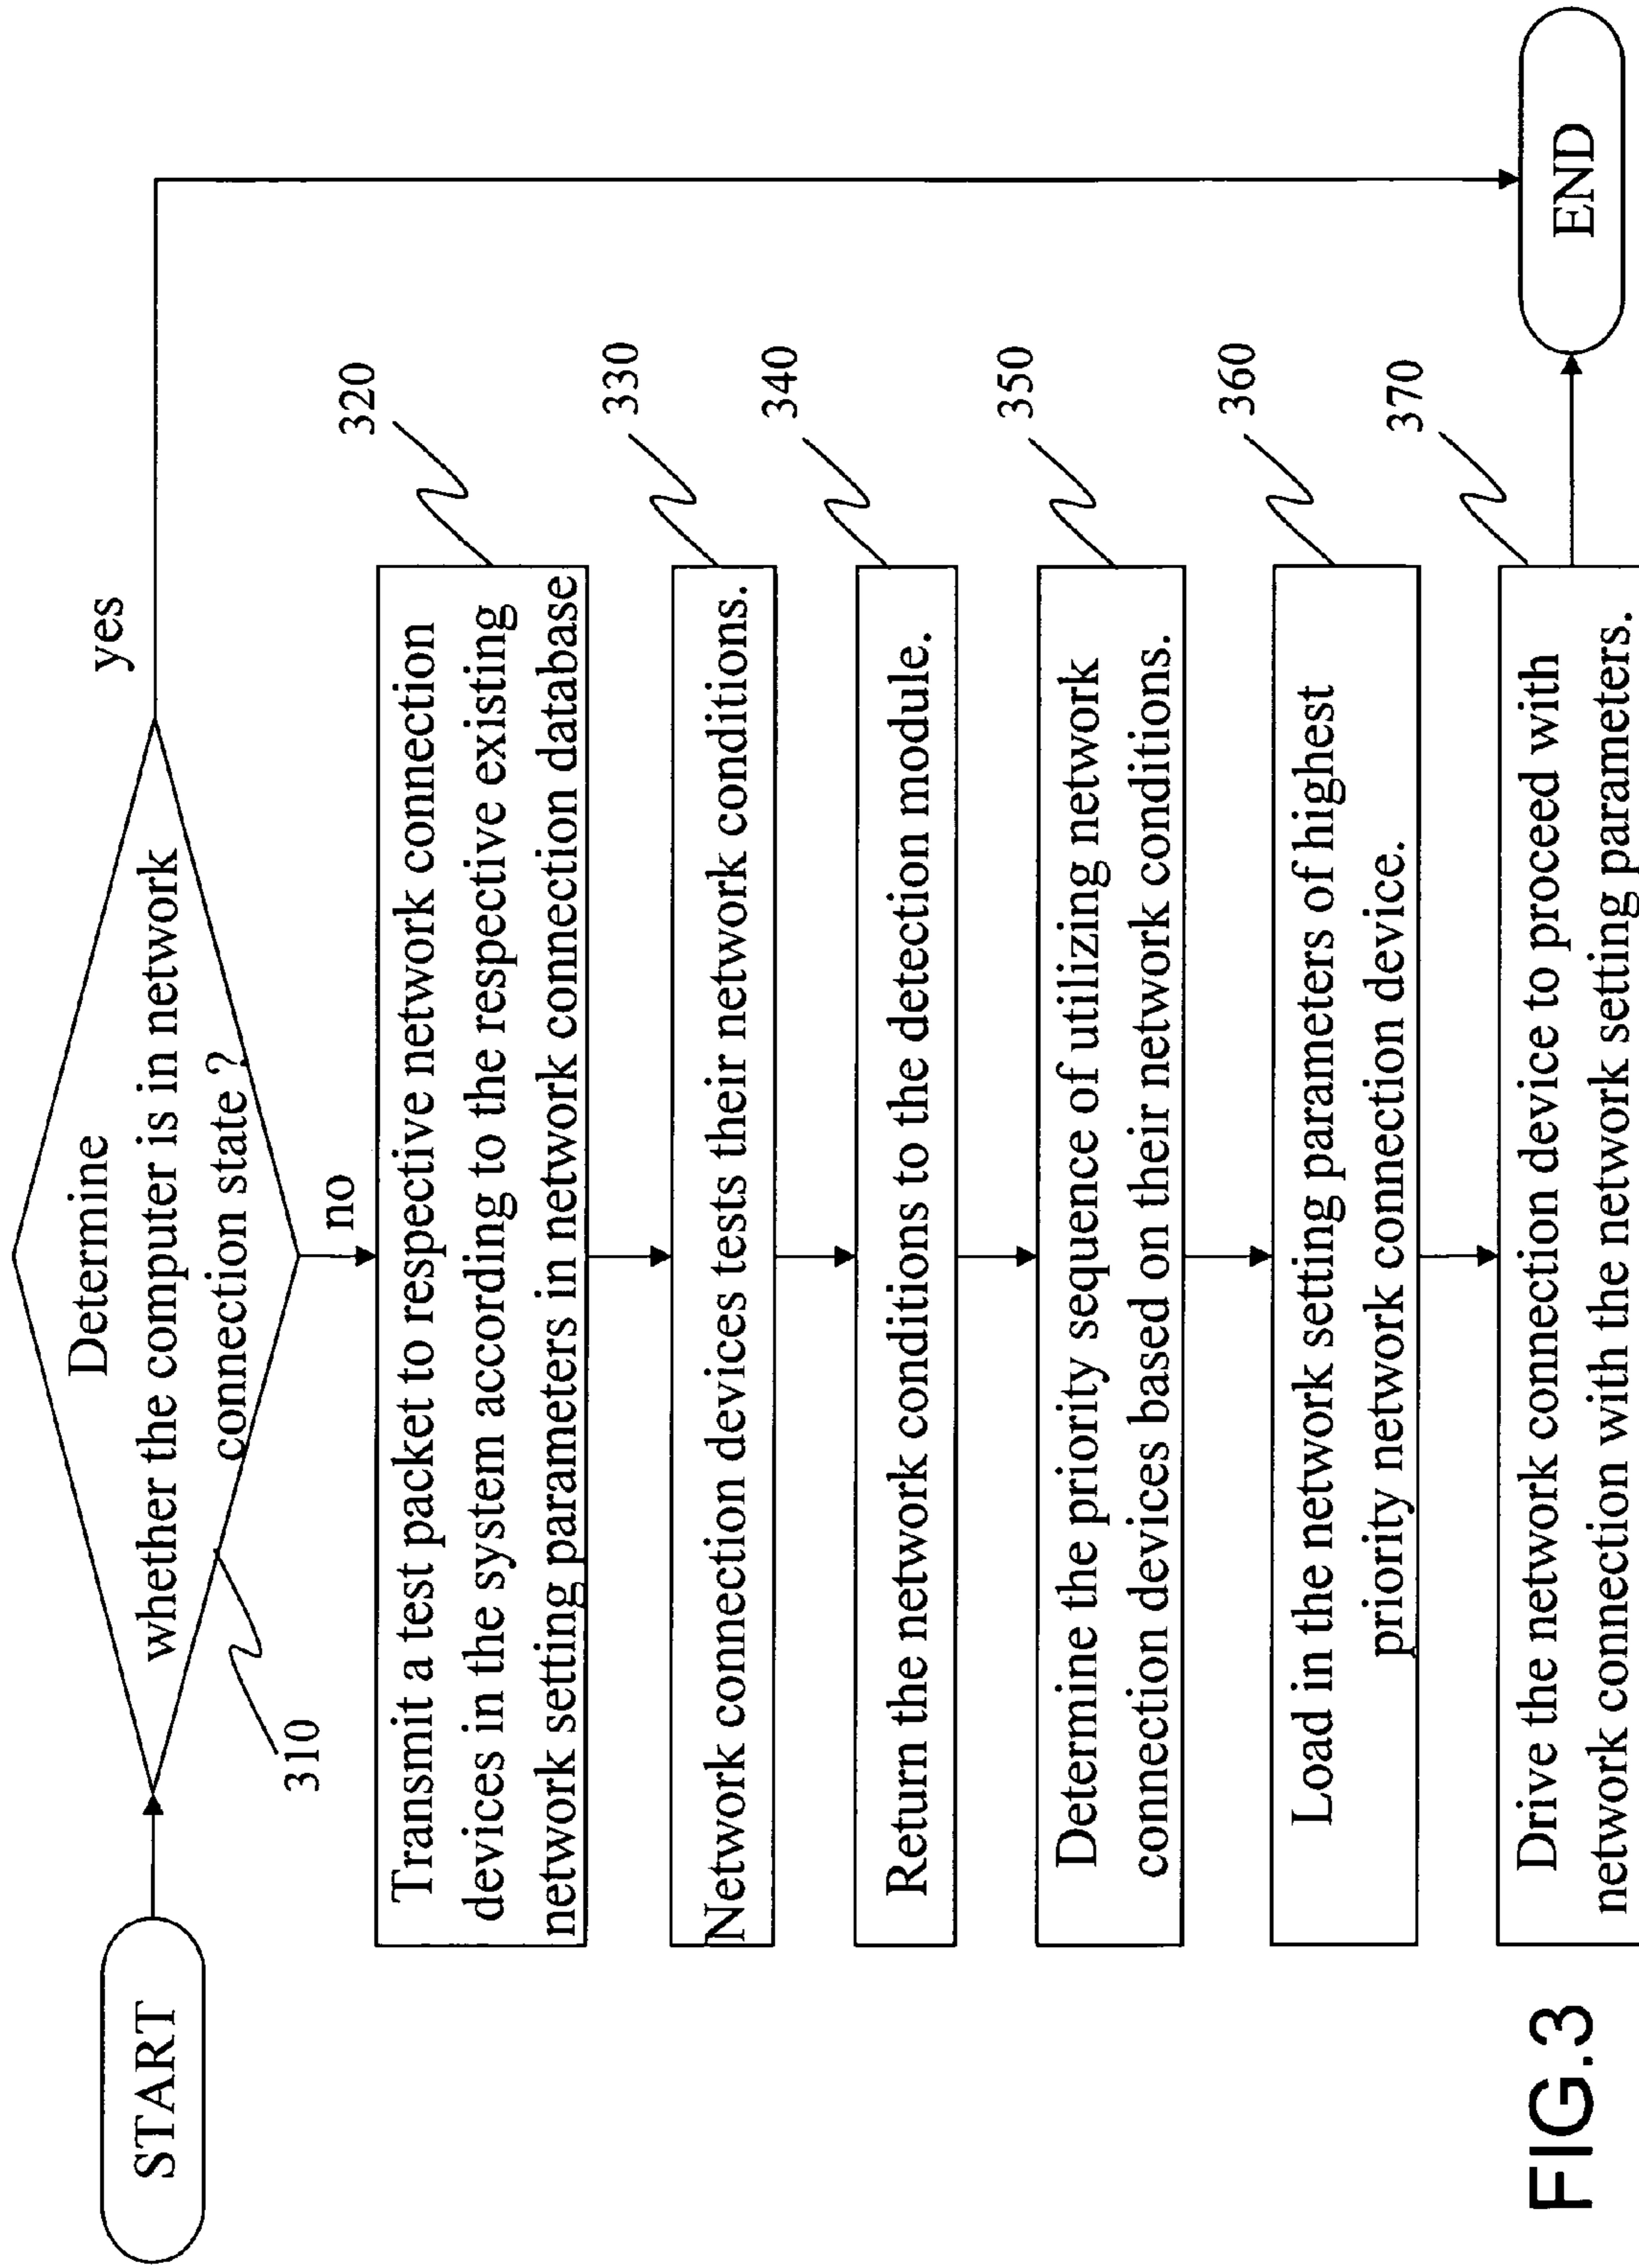 START
Determine
whether the computer is in network
connection state ?
310
yes
no
Transmit a test packet to respective network connection
devices in the system according to the respective existing
network setting parameters in network connection database
320
Network connection devices tests their network conditions.
330
Return the network conditions to the detection module.
340
Determine the priority sequence of utilizing network
connection devices based on their network conditions.
350
Load in the network setting parameters of highest
priority network connection device.
360
Drive the network connection device to proceed with
network connection with the network setting parameters.
370
END
FIG.3